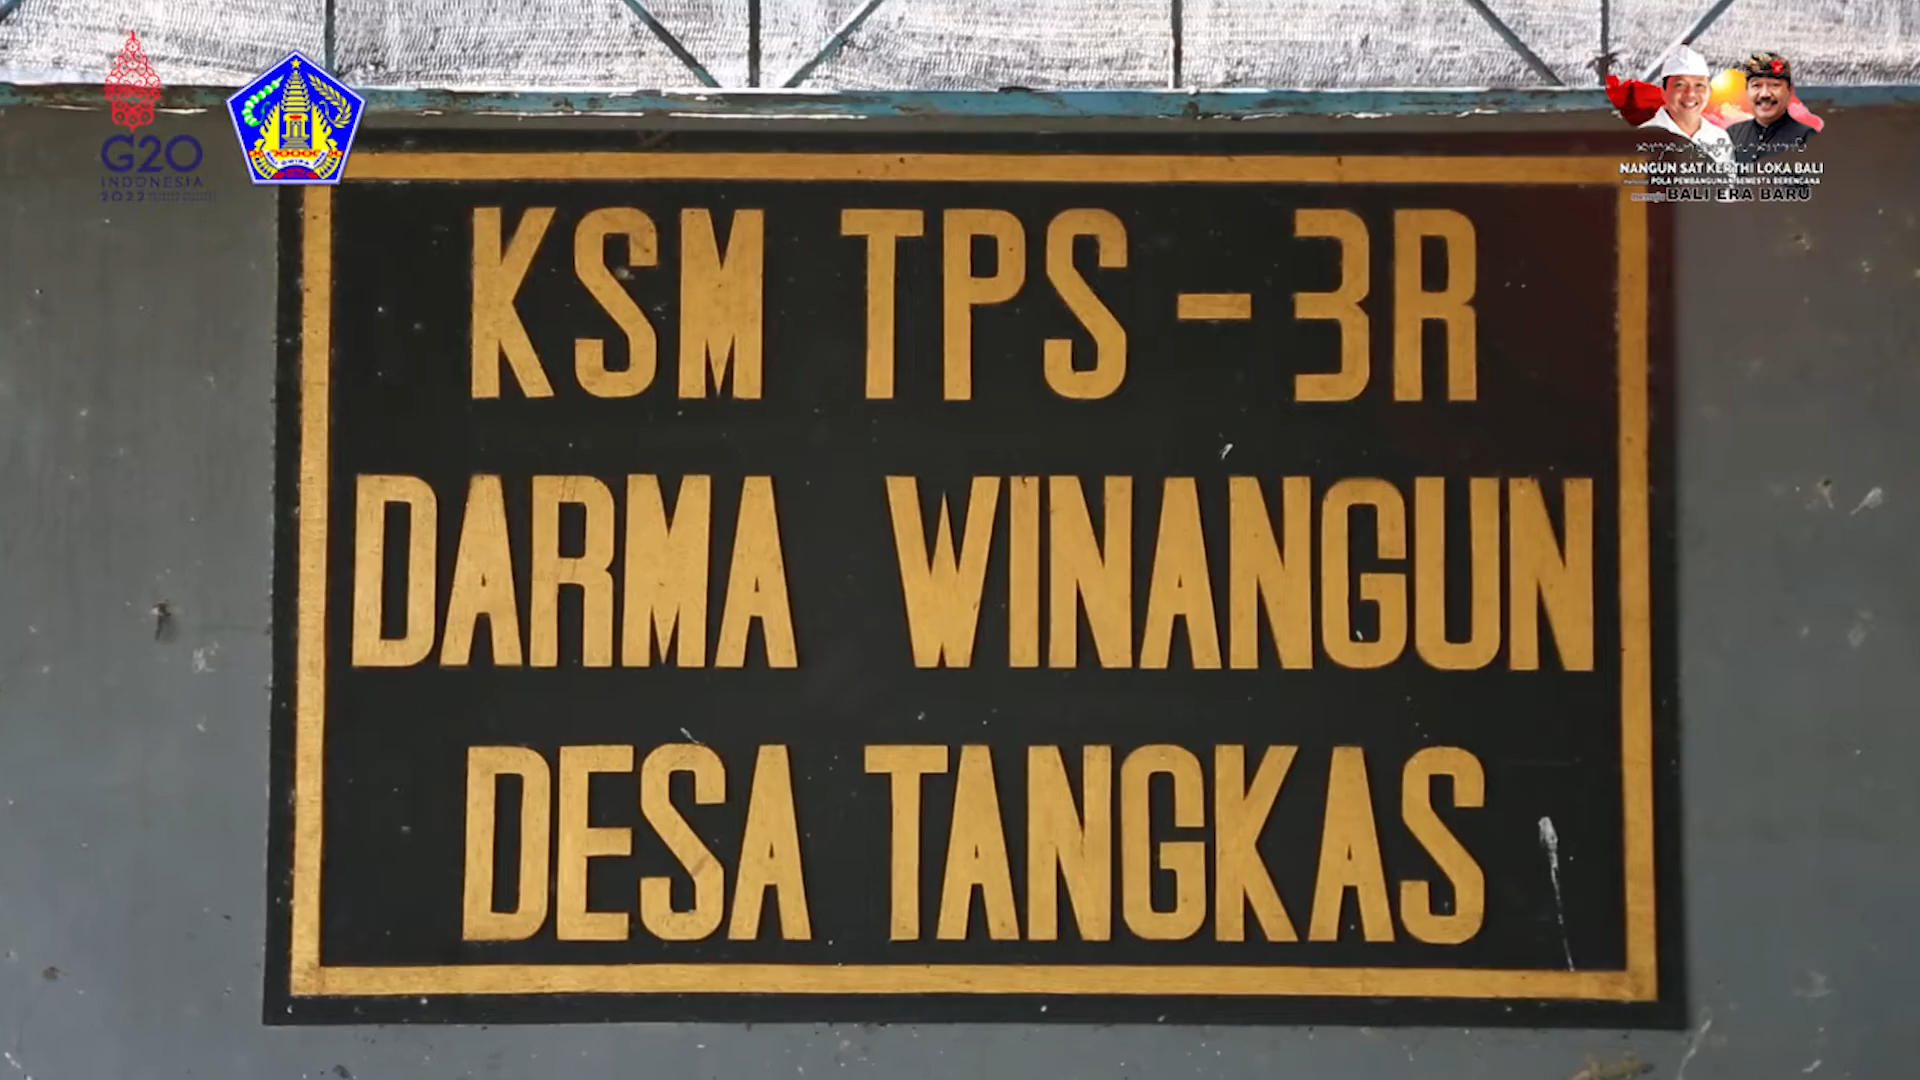 G20
INDONESIA
2022
NANGUN SAT KERTHI LOKA BALI
POLA PEMBANGUNAN SEMESTA BERENCANA
BALI ERA BARU
KSM TPS - 3R
DARMA WINANGUN
DESA TANGKAS